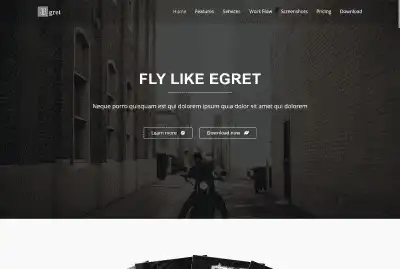 Egret
Home Features Services Work Flow Screenshots Pricing Download
FLY LIKE EGRET
Neque porro quisquam est qui dolorem ipsum quia dolor sit amet qui dolorem
Learn more
Download now